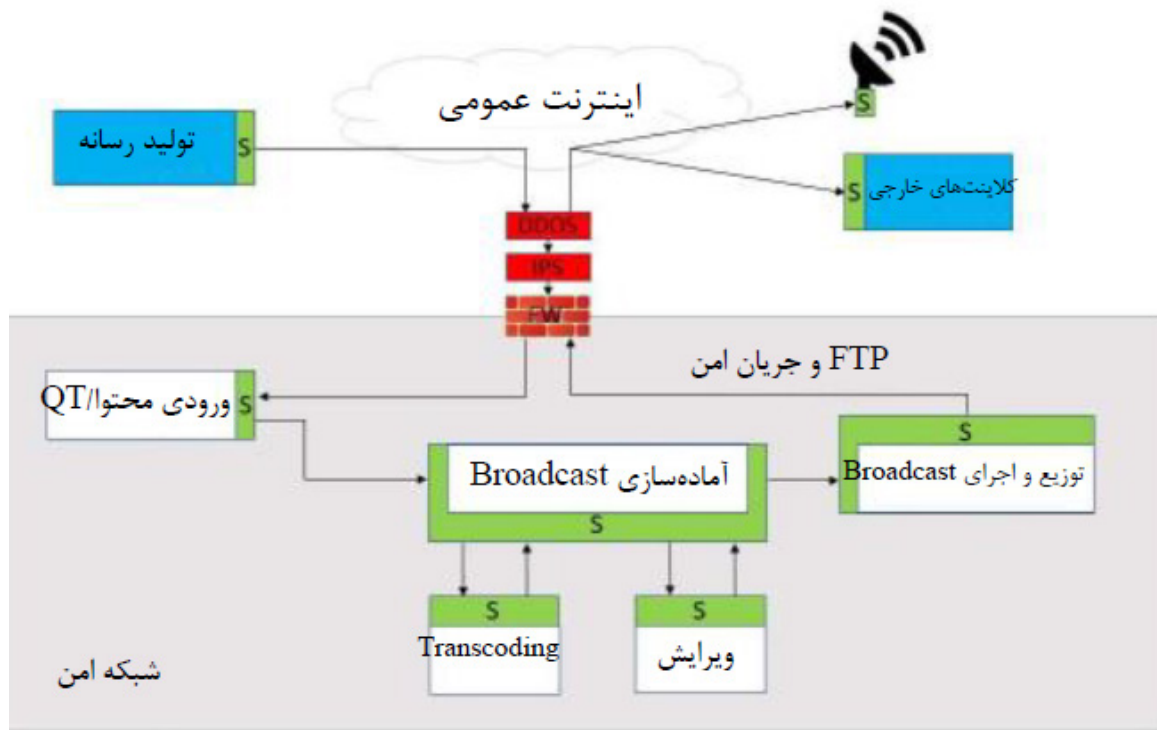 اینترنت عمومی
S
تولید رسانه
S
S
کلاینت‌های خارجی
DDOS
IPS
FW
FTP و جریان امن
ورودی محتوا/QT
S
S
آماده‌سازی Broadcast
توزیع و اجرای Broadcast
S
S
S
Transcoding
ویرایش
شبکه امن